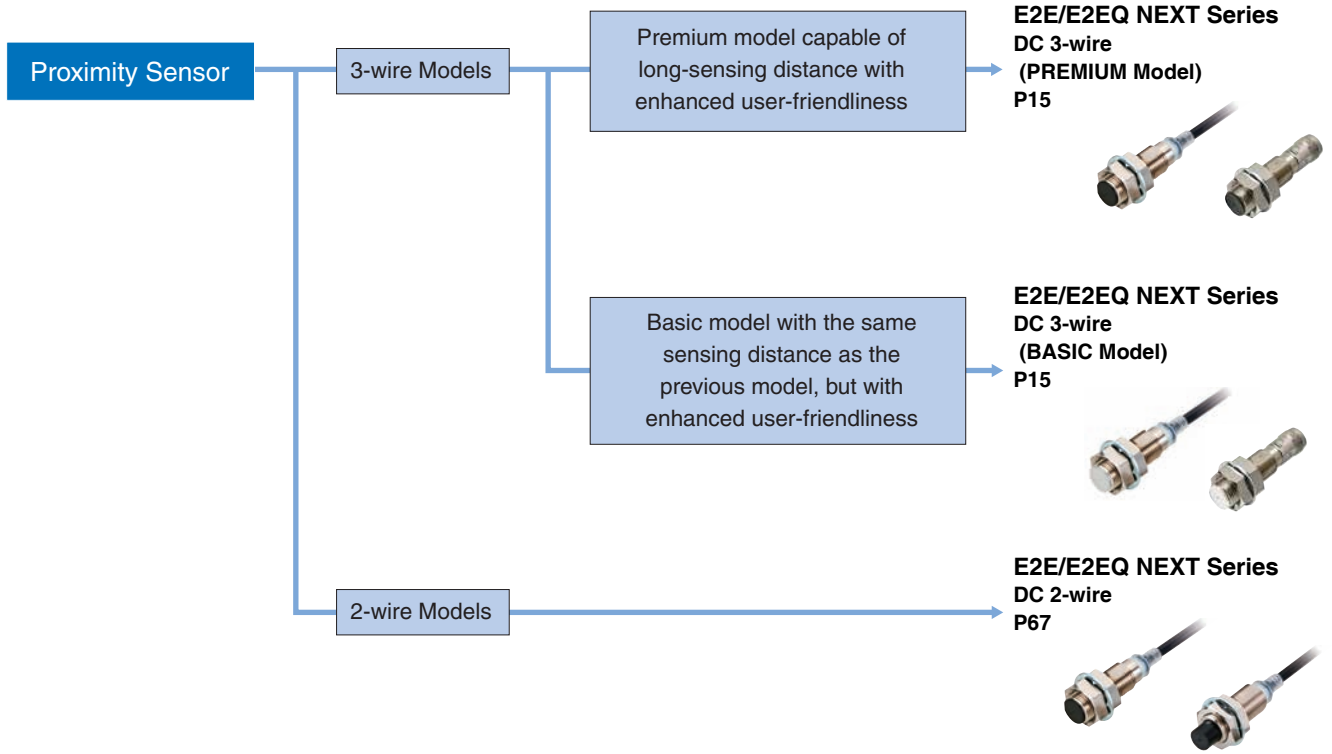 Proximity Sensor
3-wire Models
Premium model capable of
long-sensing distance with
enhanced user-friendliness
E2E/E2EQ NEXT Series
DC 3-wire
(PREMIUM Model)
P15
Basic model with the same
sensing distance as the
previous model, but with
enhanced user-friendliness
E2E/E2EQ NEXT Series
DC 3-wire
(BASIC Model)
P15
2-wire Models
E2E/E2EQ NEXT Series
DC 2-wire
P67